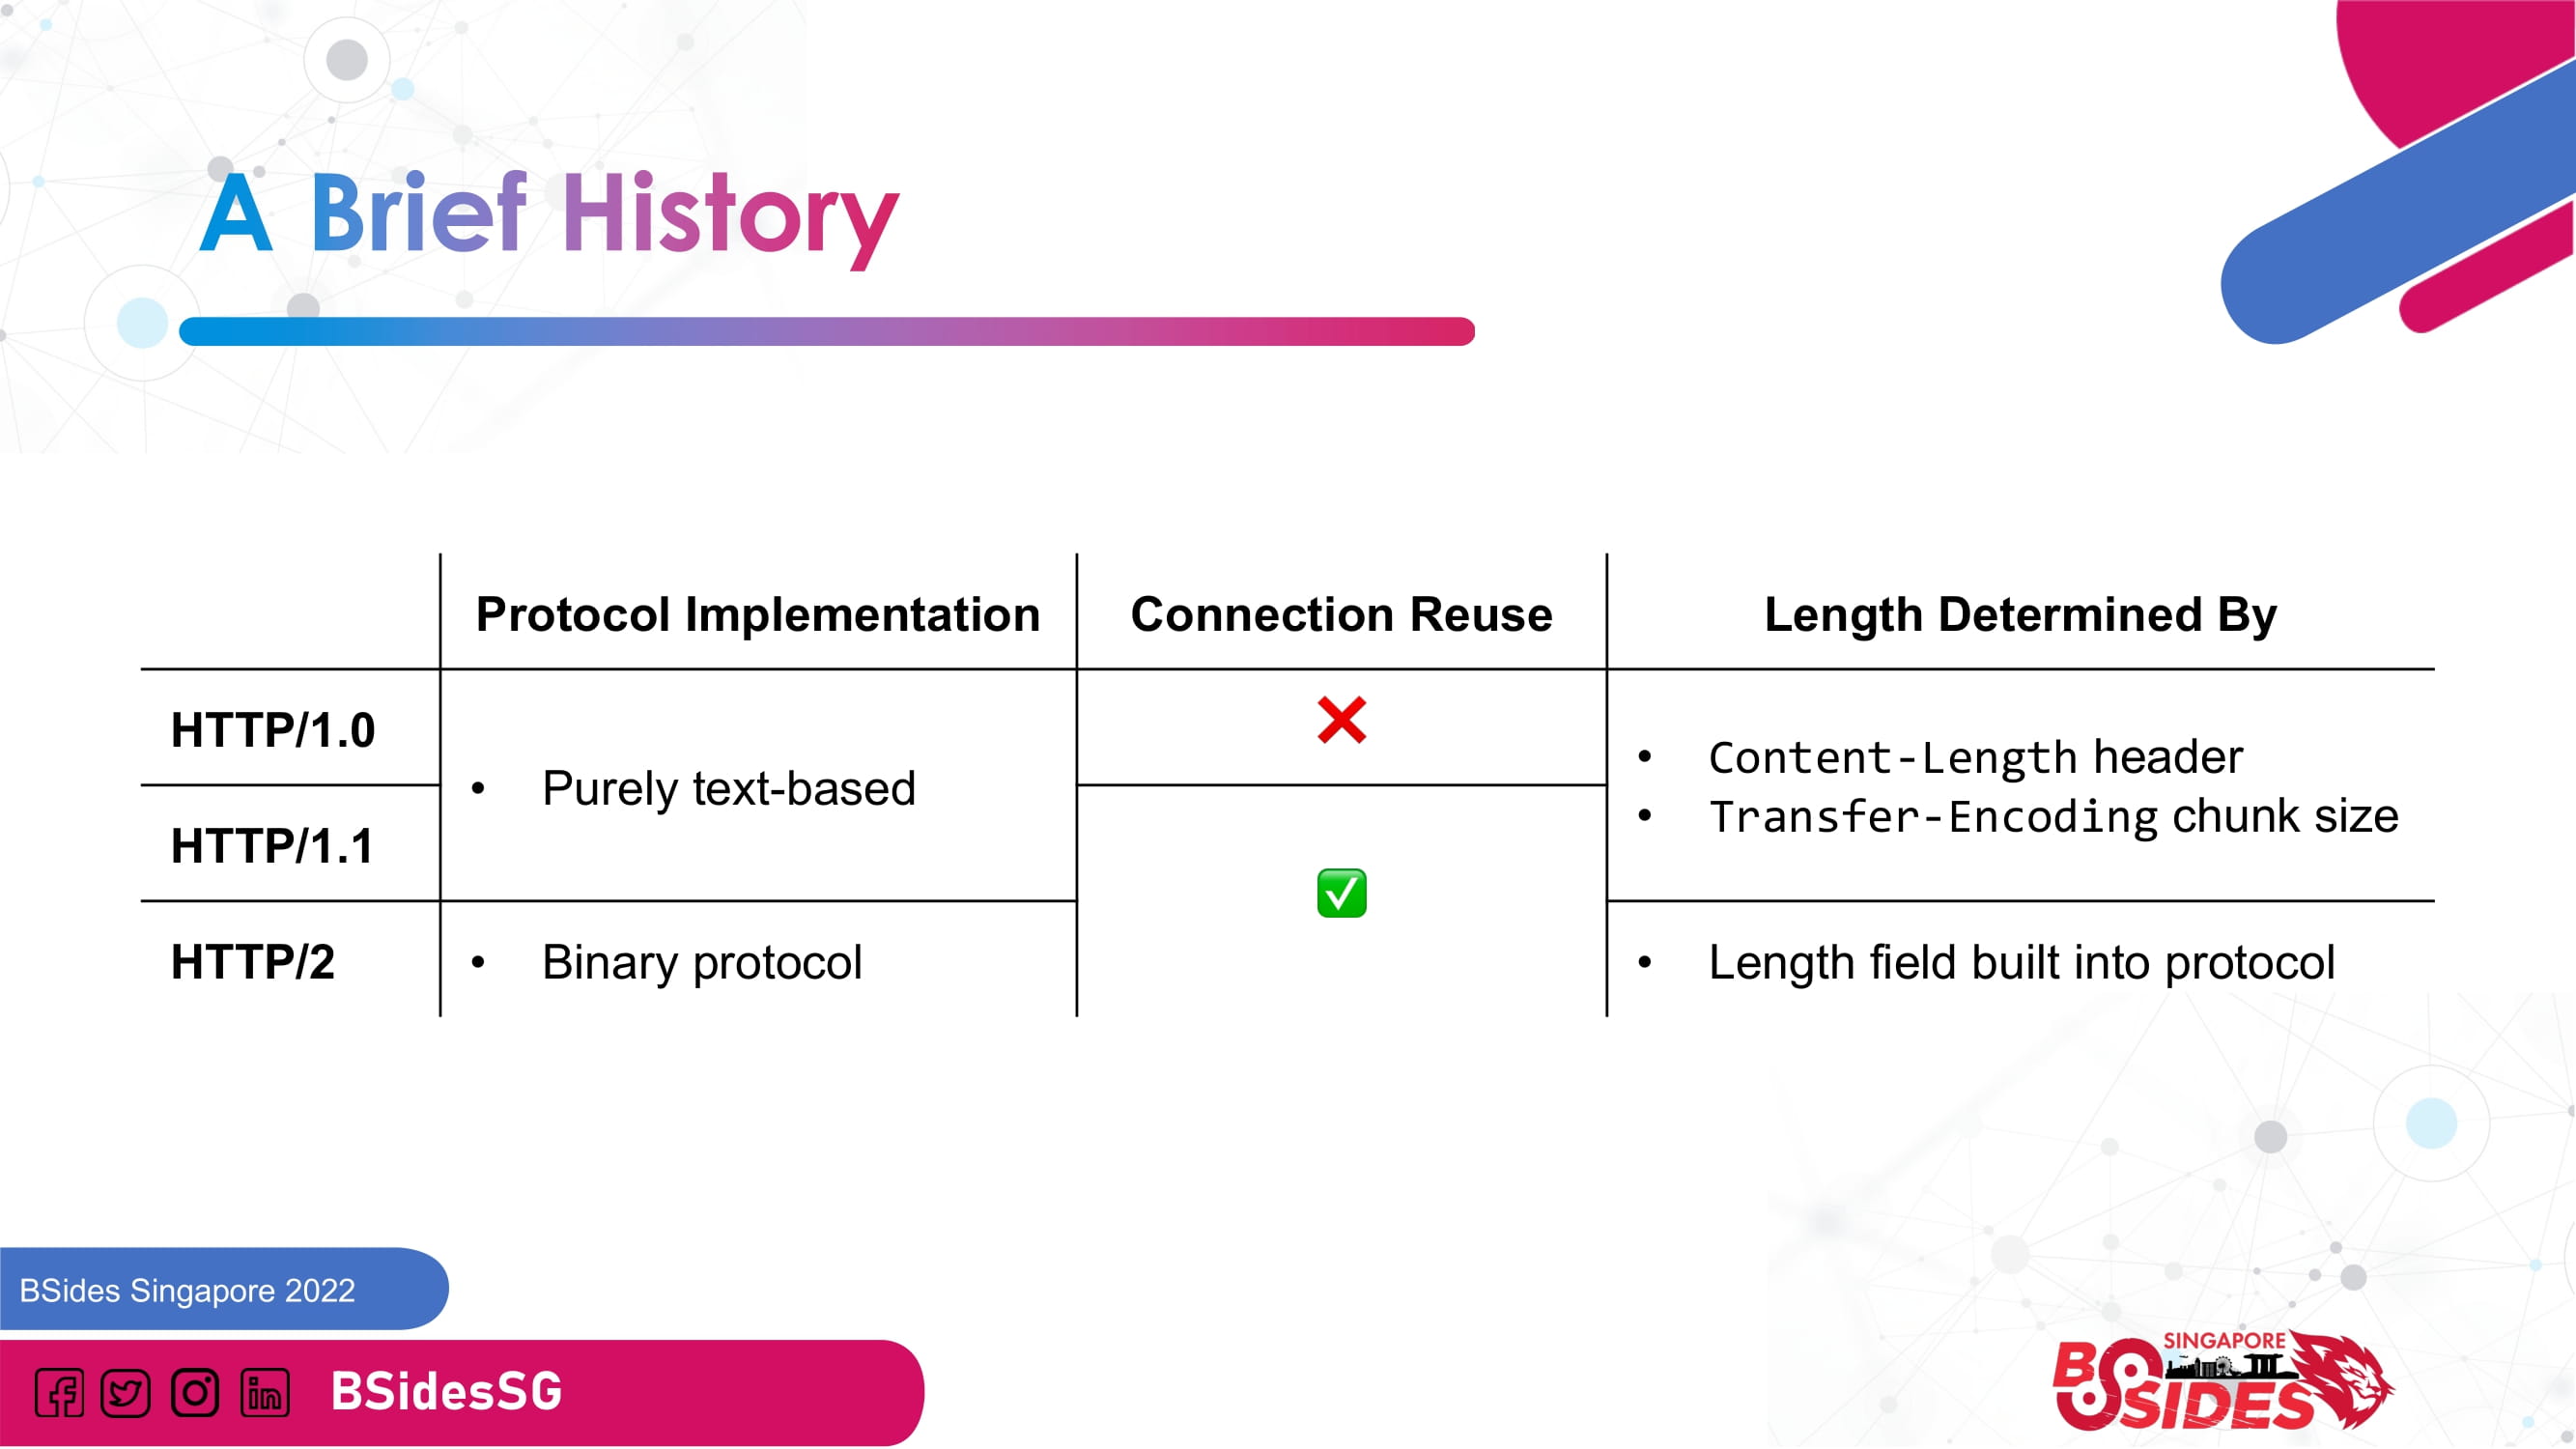 A Brief History
Protocol Implementation
Connection Reuse
Length Determined By
HTTP/1.0
HTTP/1.1
HTTP/2
• Purely text-based
• Binary protocol
❌
✅
• Content-Length header
• Transfer-Encoding chunk size
• Length field built into protocol
BSides Singapore 2022
BSidesSG
SINGAPORE
BSIDES